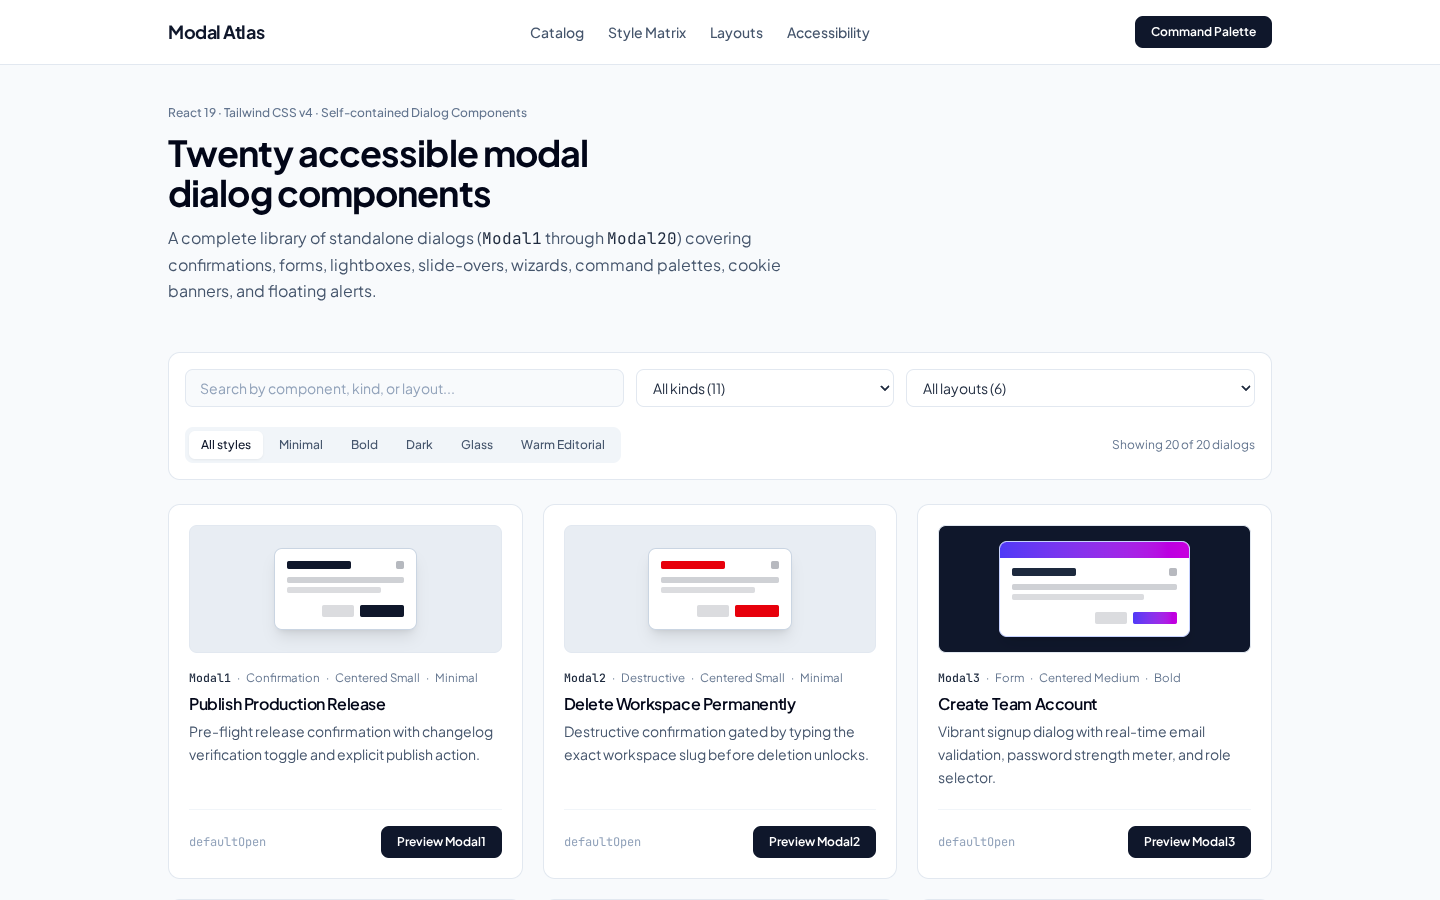 Modal Atlas
Catalog
Style Matrix
Layouts
Accessibility
Command Palette
React 19 · Tailwind CSS v4 · Self-contained Dialog Components
Twenty accessible modal
dialog components
A complete library of standalone dialogs (Modal1 through Modal20) covering
confirmations, forms, lightboxes, slide-overs, wizards, command palettes, cookie
banners, and floating alerts.
Search by component, kind, or layout...
All kinds (11)
All layouts (6)
All styles
Minimal
Bold
Dark
Glass
Warm Editorial
Showing 20 of 20 dialogs
Modal1 · Confirmation · Centered Small · Minimal
Publish Production Release
Pre-flight release confirmation with changelog
verification toggle and explicit publish action.
defaultOpen
Preview Modal1
Modal2 · Destructive · Centered Small · Minimal
Delete Workspace Permanently
Destructive confirmation gated by typing the
exact workspace slug before deletion unlocks.
defaultOpen
Preview Modal2
Modal3 · Form · Centered Medium · Bold
Create Team Account
Vibrant signup dialog with real-time email
validation, password strength meter, and role
selector.
defaultOpen
Preview Modal3